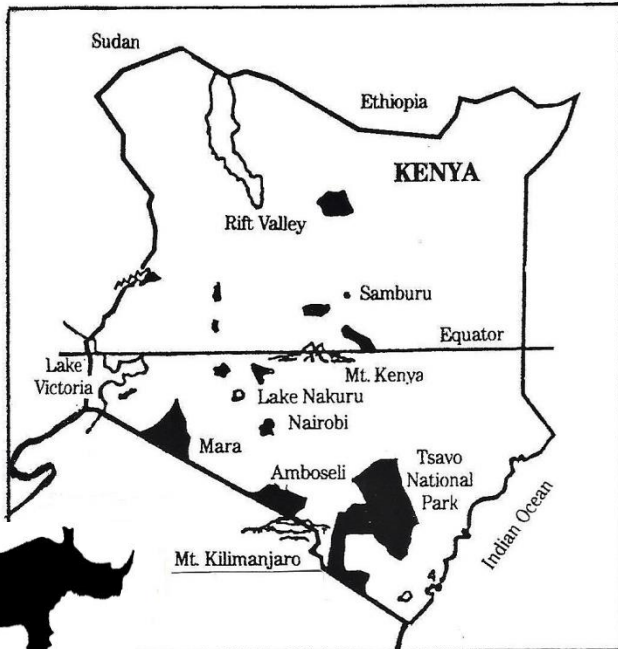 Sudan
Ethiopia
KENYA
Rift Valley
Samburu
Equator
Lake
Victoria
Mt. Kenya
Lake Nakuru
Nairobi
Mara
Amboseli
Tsavo
National
Park
Indian Ocean
Mt. Kilimanjaro
4